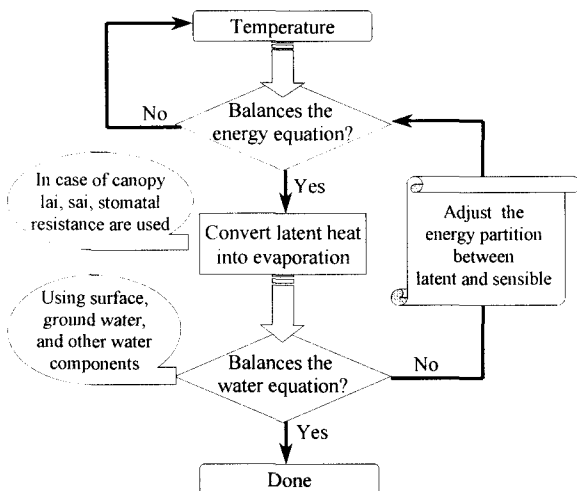 Temperature
No
Balances the
energy equation?
Yes
In case of canopy
lai, sai, stomatal
resistance are used
Convert latent heat
into evaporation
Adjust the
energy partition
between
latent and sensible
Using surface,
ground water,
and other water
components
Balances the
water equation?
No
Yes
Done